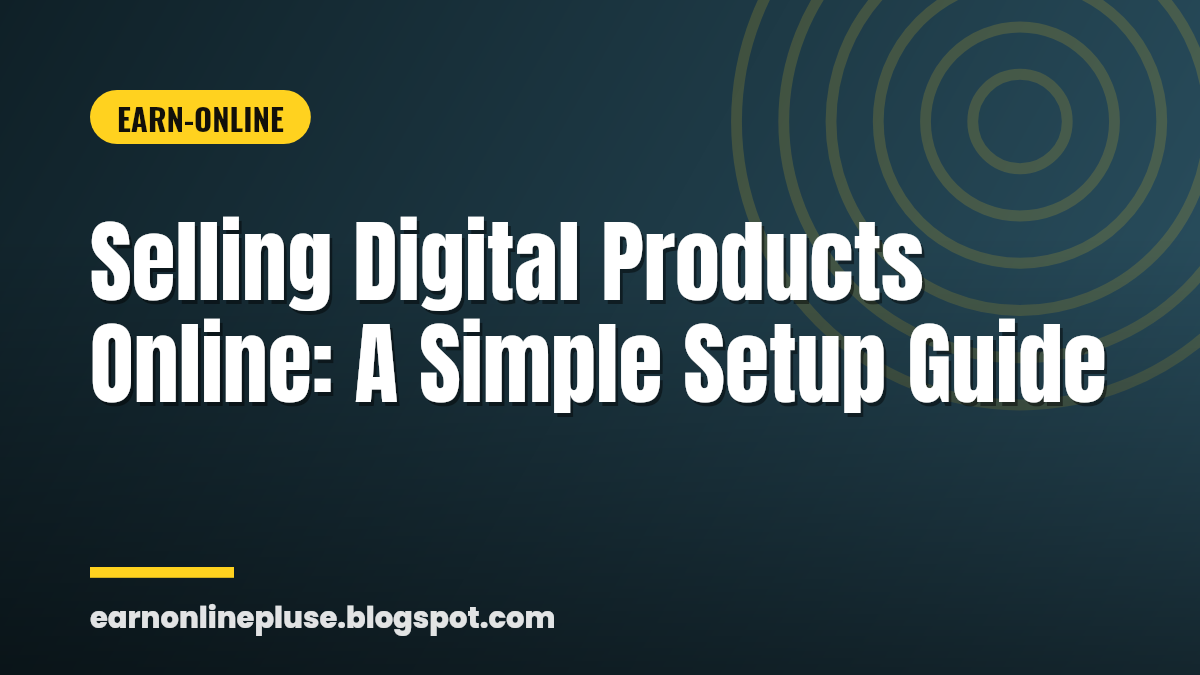 EARN-ONLINE
Selling Digital Products
Online: A Simple Setup Guide
earnonlinepluse.blogspot.com